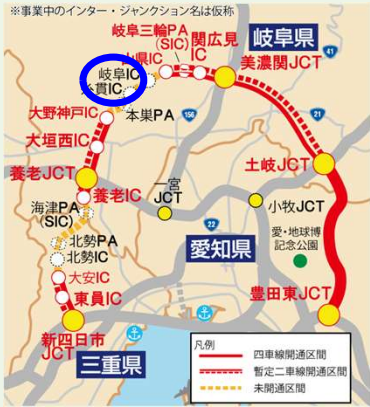 ※事業中のインター・ジャンクション名は仮称
岐阜三輪PA
(SIC)
関広見
IC
岐阜県
41
山県IC
美濃関JCT
岐阜IC
貫IC
大野神戸IC
本巣PA
156
21
大垣西IC
土岐JCT
養老JCT
養老IC
一宮
JCT
海津PA
(SIC)
小牧JCT
22
北勢PA
北勢IC
愛知県
愛・地球博
記念公園
大安IC
東員IC
豊田東JCT
新四日市
JCT
三重県
凡例
四車線開通区間
暫定二車線開通区間
未開通区間